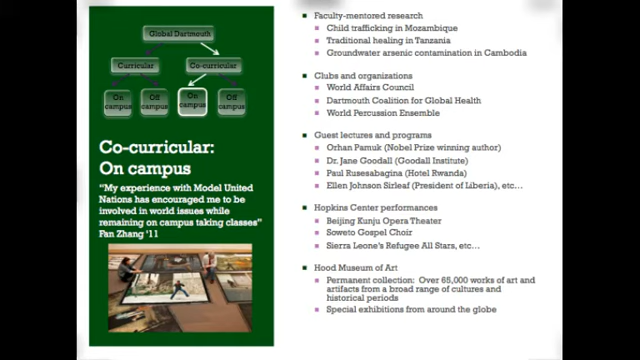 Global Dartmouth
Curricular
Co-curricular
On campus
Off campus
On campus
Off campus
Co-curricular:
On campus
“My experience with Model United
Nations has encouraged me to be
involved in world issues while
remaining on campus taking classes”
Fan Zhang ‘11
Faculty-mentored research
Child trafficking in Mozambique
Traditional healing in Tanzania
Groundwater arsenic contamination in Cambodia
Clubs and organizations
World Affairs Council
Dartmouth Coalition for Global Health
World Percussion Ensemble
Guest lectures and programs
Orhan Pamuk (Nobel Prize winning author)
Dr. Jane Goodall (Goodall Institute)
Paul Rusesabagina (Hotel Rwanda)
Ellen Johnson Sirleaf (President of Liberia), etc…
Hopkins Center performances
Beijing Kunju Opera Theater
Soweto Gospel Choir
Sierra Leone’s Refugee All Stars, etc…
Hood Museum of Art
Permanent collection: Over 65,000 works of art and
artifacts from a broad range of cultures and
historical periods
Special exhibitions from around the globe